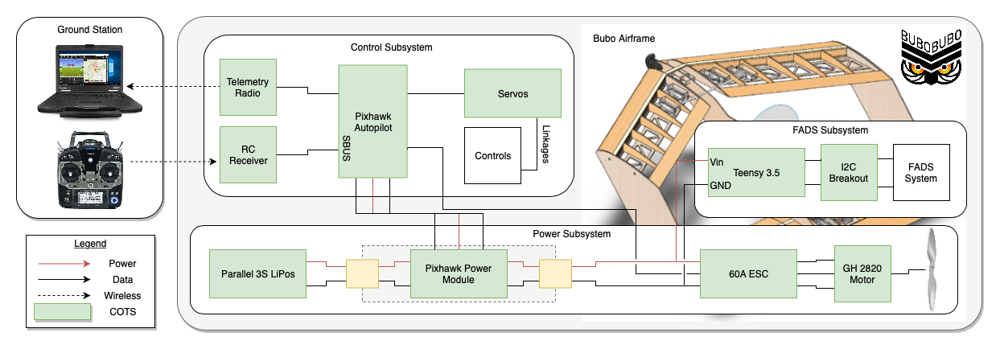 Ground Station
Control Subsystem
Telemetry
Radio
RC
Receiver
Pixhawk
Autopilot
SBUS
Servos
Controls
Linkages
Bubo Airframe
BUBOBUBO
FADS Subsystem
Vin
GND
Teensy 3.5
I2C
Breakout
FADS
System
Power Subsystem
Parallel 3S LiPos
Pixhawk Power
Module
60A ESC
GH 2820
Motor
Legend
Power
Data
Wireless
COTS